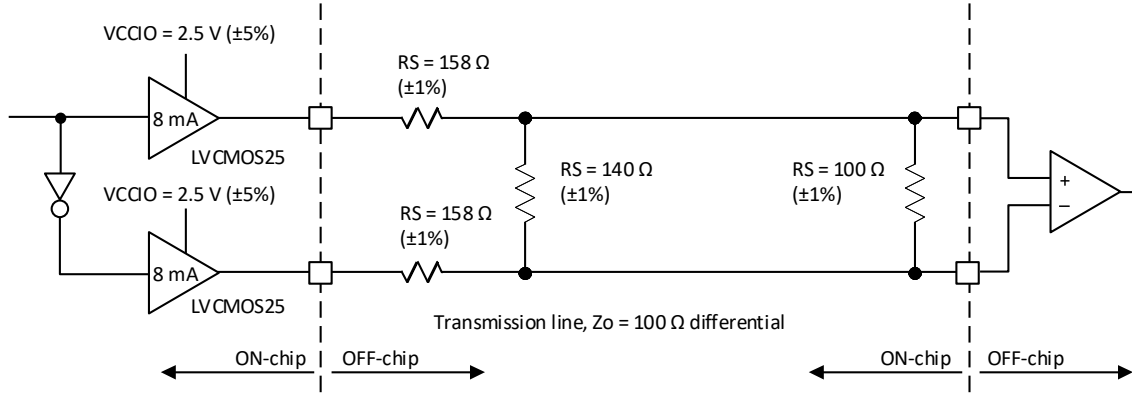 VCCIO = 2.5 V (±5%)
8 mA
LVCMOS25
RS = 158 Ω
(±1%)
VCCIO = 2.5 V (±5%)
8 mA
LVCMOS25
RS = 158 Ω
(±1%)
RS = 140 Ω
(±1%)
RS = 100 Ω
(±1%)
+
−
Transmission line, Zo = 100 Ω differential
ON-chip
OFF-chip
ON-chip
OFF-chip